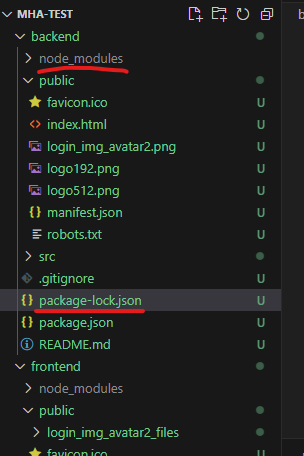 MHA-TEST
backend
node_modules
public
favicon.ico U
index.html U
login_img_avatar2.png U
logo192.png U
logo512.png U
{} manifest.json U
robots.txt U
src
.gitignore U
{} package-lock.json U
{} package.json U
README.md U
frontend
node_modules
public
login_img_avatar2_files
favicon.ico U